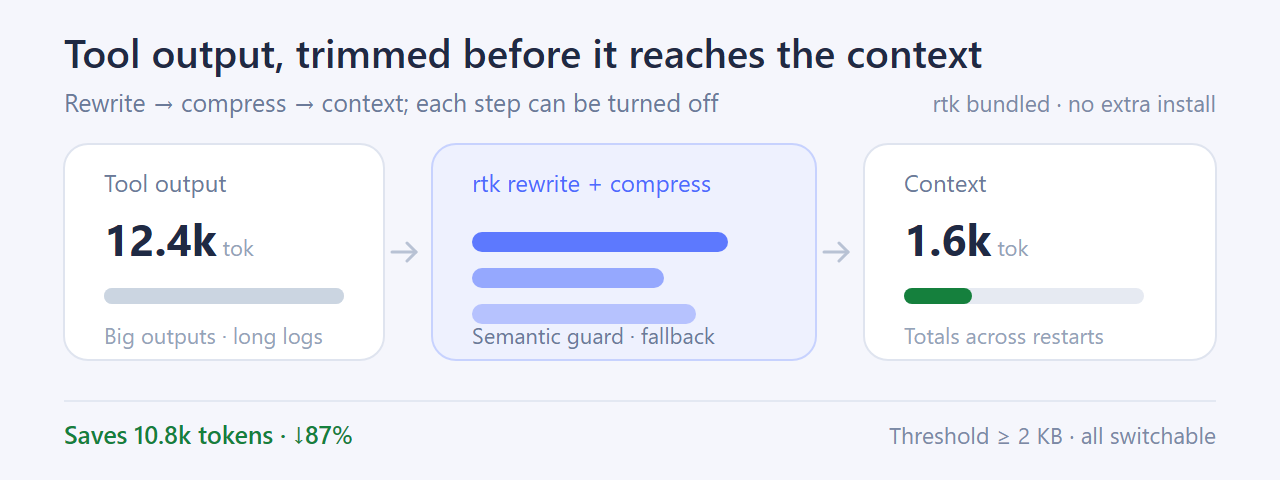 Tool output, trimmed before it reaches the context
Rewrite → compress → context; each step can be turned off
rtk bundled · no extra install
Tool output
12.4k tok
Big outputs · long logs
→
rtk rewrite + compress
Semantic guard · fallback
→
Context
1.6k tok
Totals across restarts
Saves 10.8k tokens · ↓87%
Threshold ≥ 2 KB · all switchable